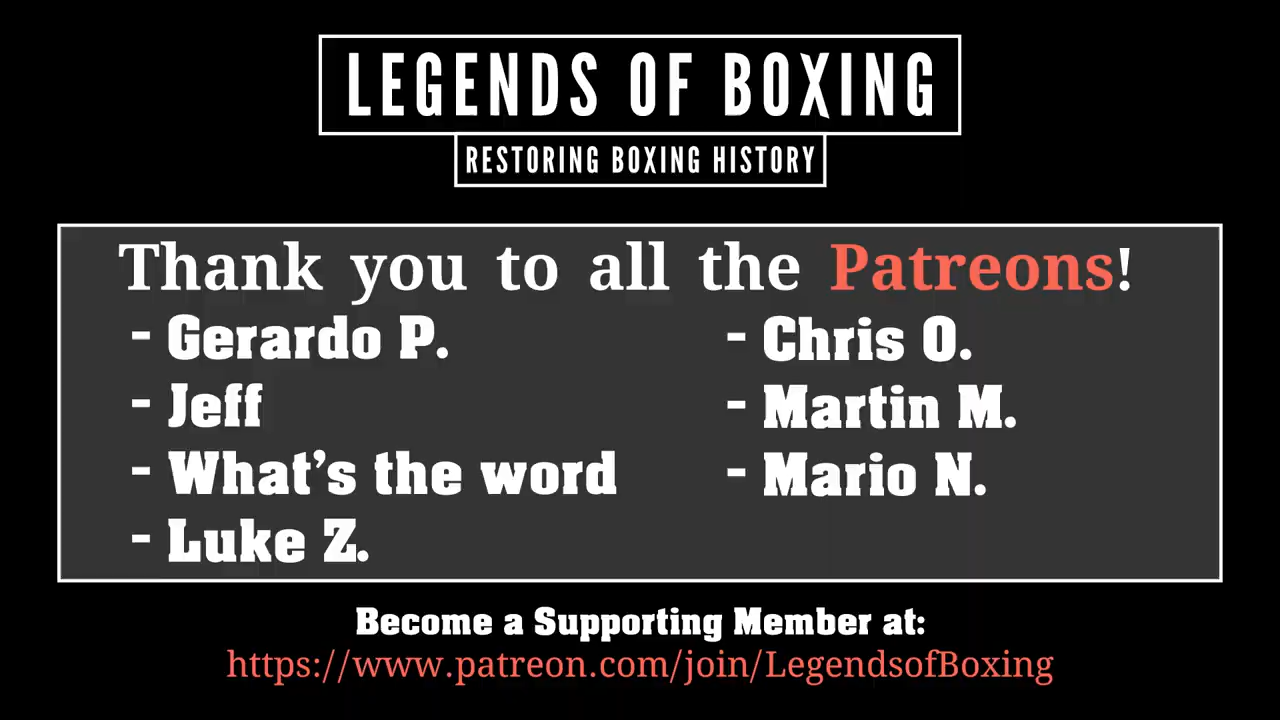 LEGENDS OF BOXING
RESTORING BOXING HISTORY
Thank you to all the Patreons!
- Gerardo P.
- Jeff
- What's the word
- Luke Z.
- Chris O.
- Martin M.
- Mario N.
Become a Supporting Member at:
https://www.patreon.com/join/LegendsofBoxing